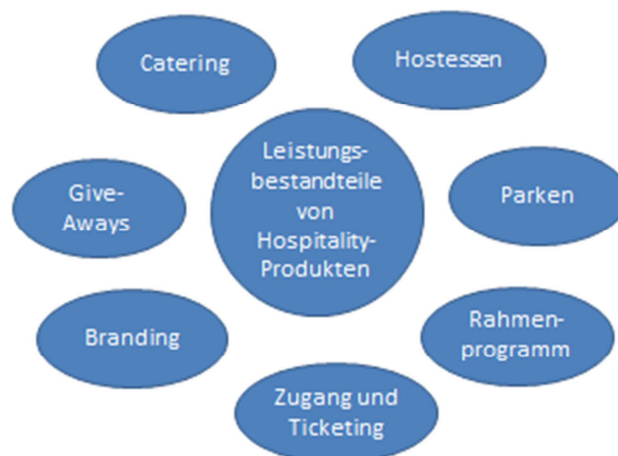 Catering
Hostessen
Leistungs-
bestandteile
von
Hospitality-
Produkten
Give-
Aways
Parken
Branding
Rahmen-
programm
Zugang und
Ticketing